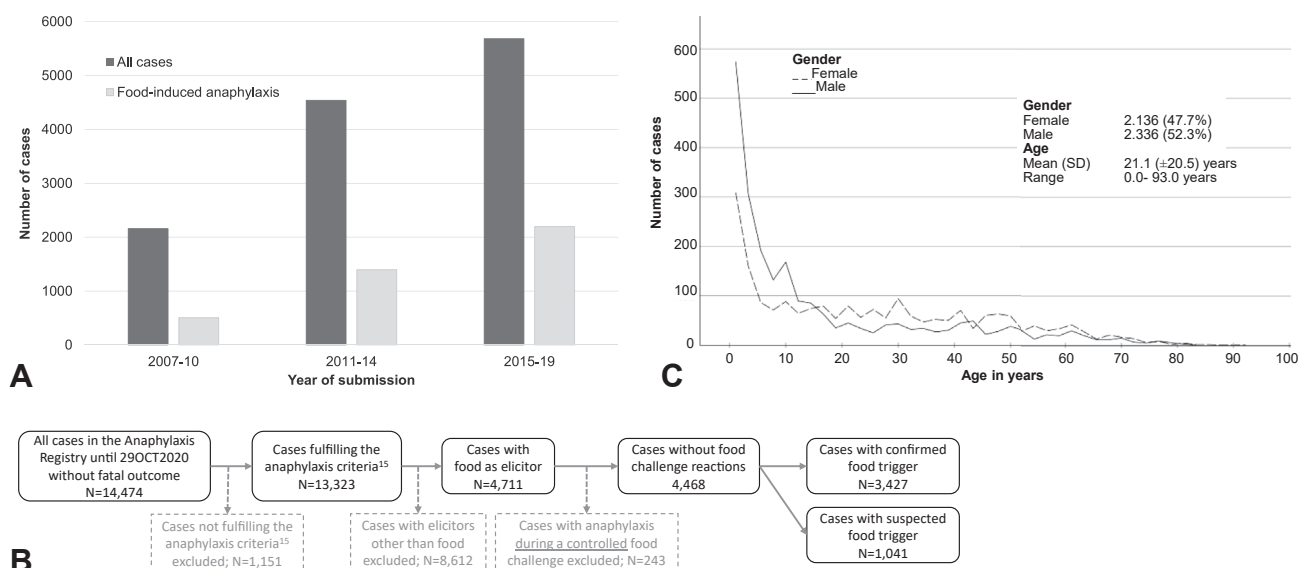 6000
5000
4000
3000
2000
1000
0
Number of cases
All cases
Food-induced anaphylaxis
2007-10
2011-14
2015-19
Year of submission
A
600
500
400
300
200
100
0
Number of cases
Gender
Female
Male
Gender
Female 2.136 (47.7%)
Male 2.336 (52.3%)
Age
Mean (SD) 21.1 (±20.5) years
Range 0.0- 93.0 years
0 10 20 30 40 50 60 70 80 90 100
Age in years
C
All cases in the Anaphylaxis
Registry until 29OCT2020
without fatal outcome
N=14,474
Cases fulfilling the
anaphylaxis criteria15
N=13,323
Cases with
food as elicitor
N=4,711
Cases without food
challenge reactions
4,468
Cases with confirmed
food trigger
N=3,427
Cases with suspected
food trigger
N=1,041
Cases not fulfilling the
anaphylaxis criteria15
excluded; N=1,151
Cases with elicitors
other than food
excluded; N=8,612
Cases with anaphylaxis
during a controlled food
challenge excluded; N=243
B